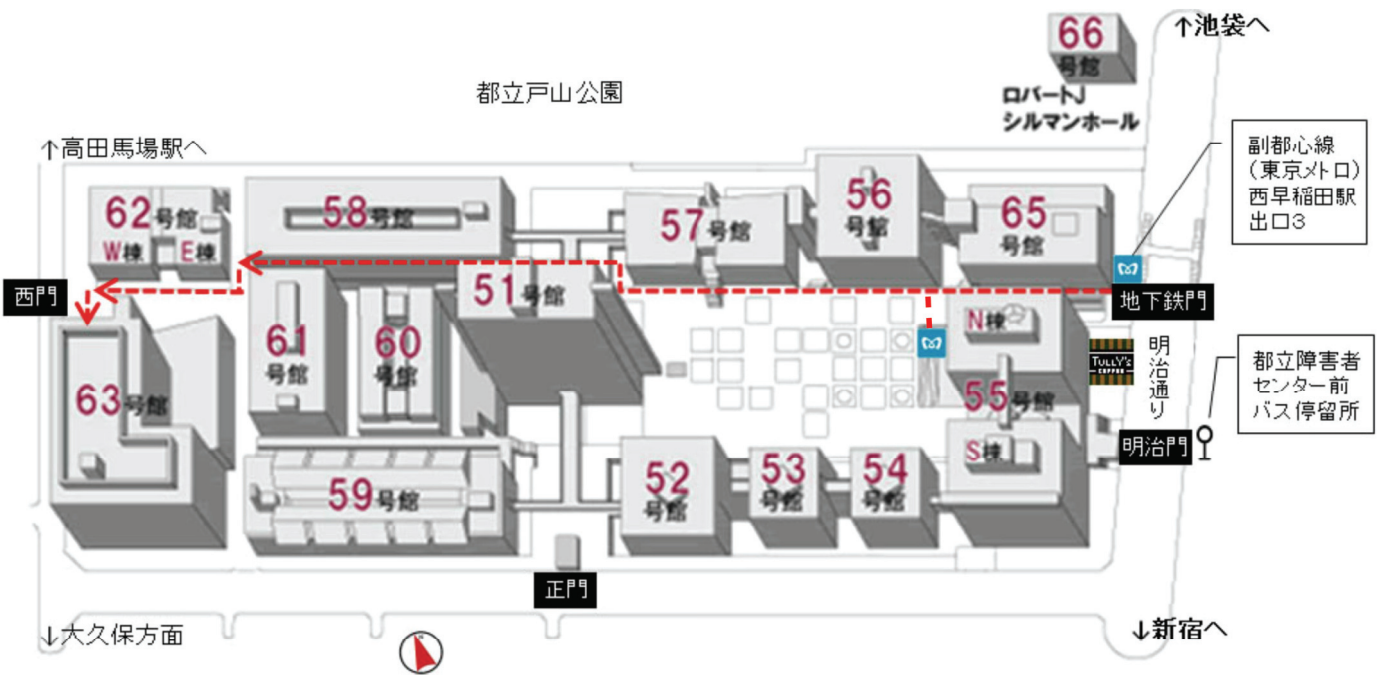 ↑池袋へ
66
号館
ロバートJ
シルマンホール
都立戸山公園
↑高田馬場駅へ
副都心線
(東京メトロ)
西早稲田駅
出口3
62号館
W棟 E棟
58号館
57号館
56
号館
65
号館
西門
51号館
地下鉄門
61
号館
60
号館
N棟
TULLY's
COFFEE
明治通り
都立障害者
センター前
バス停留所
63号館
55号館
S棟
明治門
59号館
52
号館
53
号館
54
号館
正門
↓大久保方面
↓新宿へ